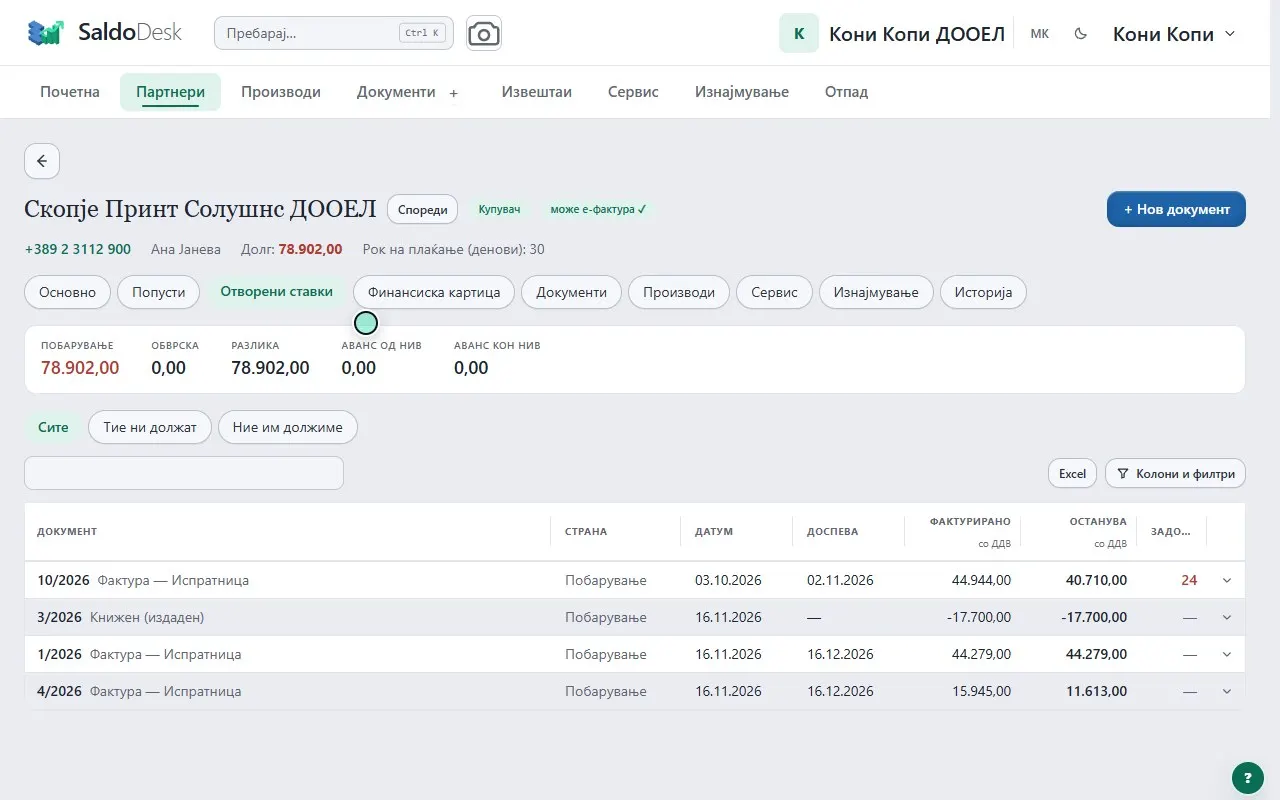 SaldoDesk
Пребарај... Ctrl K
K Кони Копи ДООЕЛ МК Кони Копи
Почетна Партнери Производи Документи + Извештаи Сервис Изнајмување Отпад
Скопје Принт Солушнс ДООЕЛ Спореди Купувач може е-фактура ✓ + Нов документ
+389 2 3112 900 Ана Јанева Долг: 78.902,00 Рок на плаќање (денови): 30
Основно Попусти Отворени ставки Финансиска картица Документи Производи Сервис Изнајмување Историја
ПОБАРУВАЊЕ ОБВРСКА РАЗЛИКА АВАНС ОД НИВ АВАНС КОН НИВ
78.902,00 0,00 78.902,00 0,00 0,00
Сите Тие ни должат Ние им должиме
Excel Колони и филтри
ДОКУМЕНТ СТРАНА ДАТУМ ДОСПЕВА ФАКТУРИРАНО со ДДВ ОСТАНУВА со ДДВ ЗАДО...
10/2026 Фактура — Испратница Побарување 03.10.2026 02.11.2026 44.944,00 40.710,00 24
3/2026 Книжен (издаден) Побарување 16.11.2026 — -17.700,00 -17.700,00 —
1/2026 Фактура — Испратница Побарување 16.11.2026 16.12.2026 44.279,00 44.279,00 —
4/2026 Фактура — Испратница Побарување 16.11.2026 16.12.2026 15.945,00 11.613,00 —
?